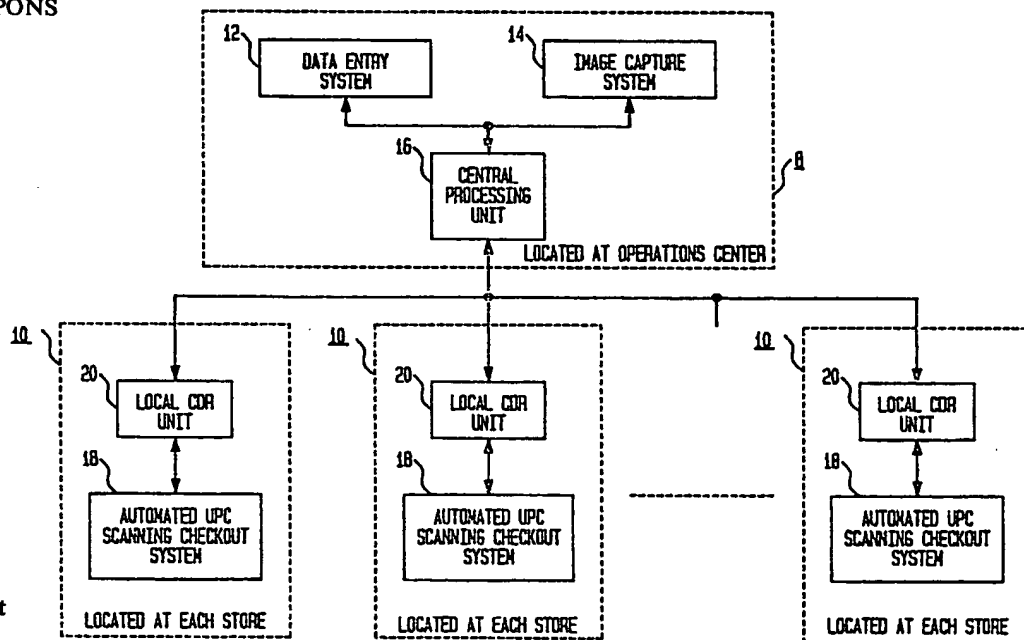 PONS
12
DATA ENTRY
SYSTEM
14
IMAGE CAPTURE
SYSTEM
16
CENTRAL
PROCESSING
UNIT
8
LOCATED AT OPERATIONS CENTER
10
20
LOCAL CDR
UNIT
18
AUTOMATED UPC
SCANNING CHECKOUT
SYSTEM
LOCATED AT EACH STORE
10
20
LOCAL CDR
UNIT
18
AUTOMATED UPC
SCANNING CHECKOUT
SYSTEM
LOCATED AT EACH STORE
10
20
LOCAL CDR
UNIT
18
AUTOMATED UPC
SCANNING CHECKOUT
SYSTEM
LOCATED AT EACH STORE
t